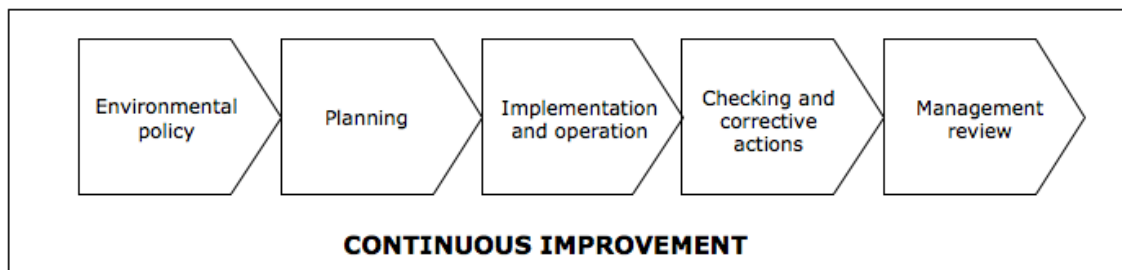 Environmental
policy
Planning
Implementation
and operation
Checking and
corrective
actions
Management
review
CONTINUOUS IMPROVEMENT